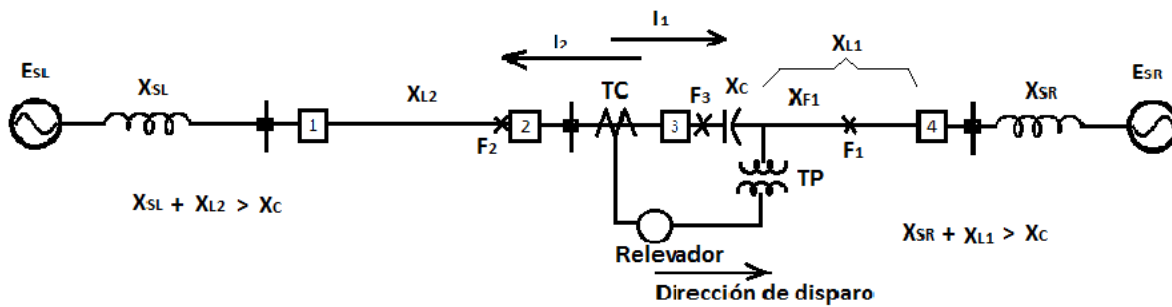 I1
I2
XL1
ESL
XSL
XL2
TC
F3
XC
XF1
XSR
ESR
1
2
3
4
F2
F1
TP
XSL + XL2 > XC
XSR + XL1 > XC
Relevador
Dirección de disparo